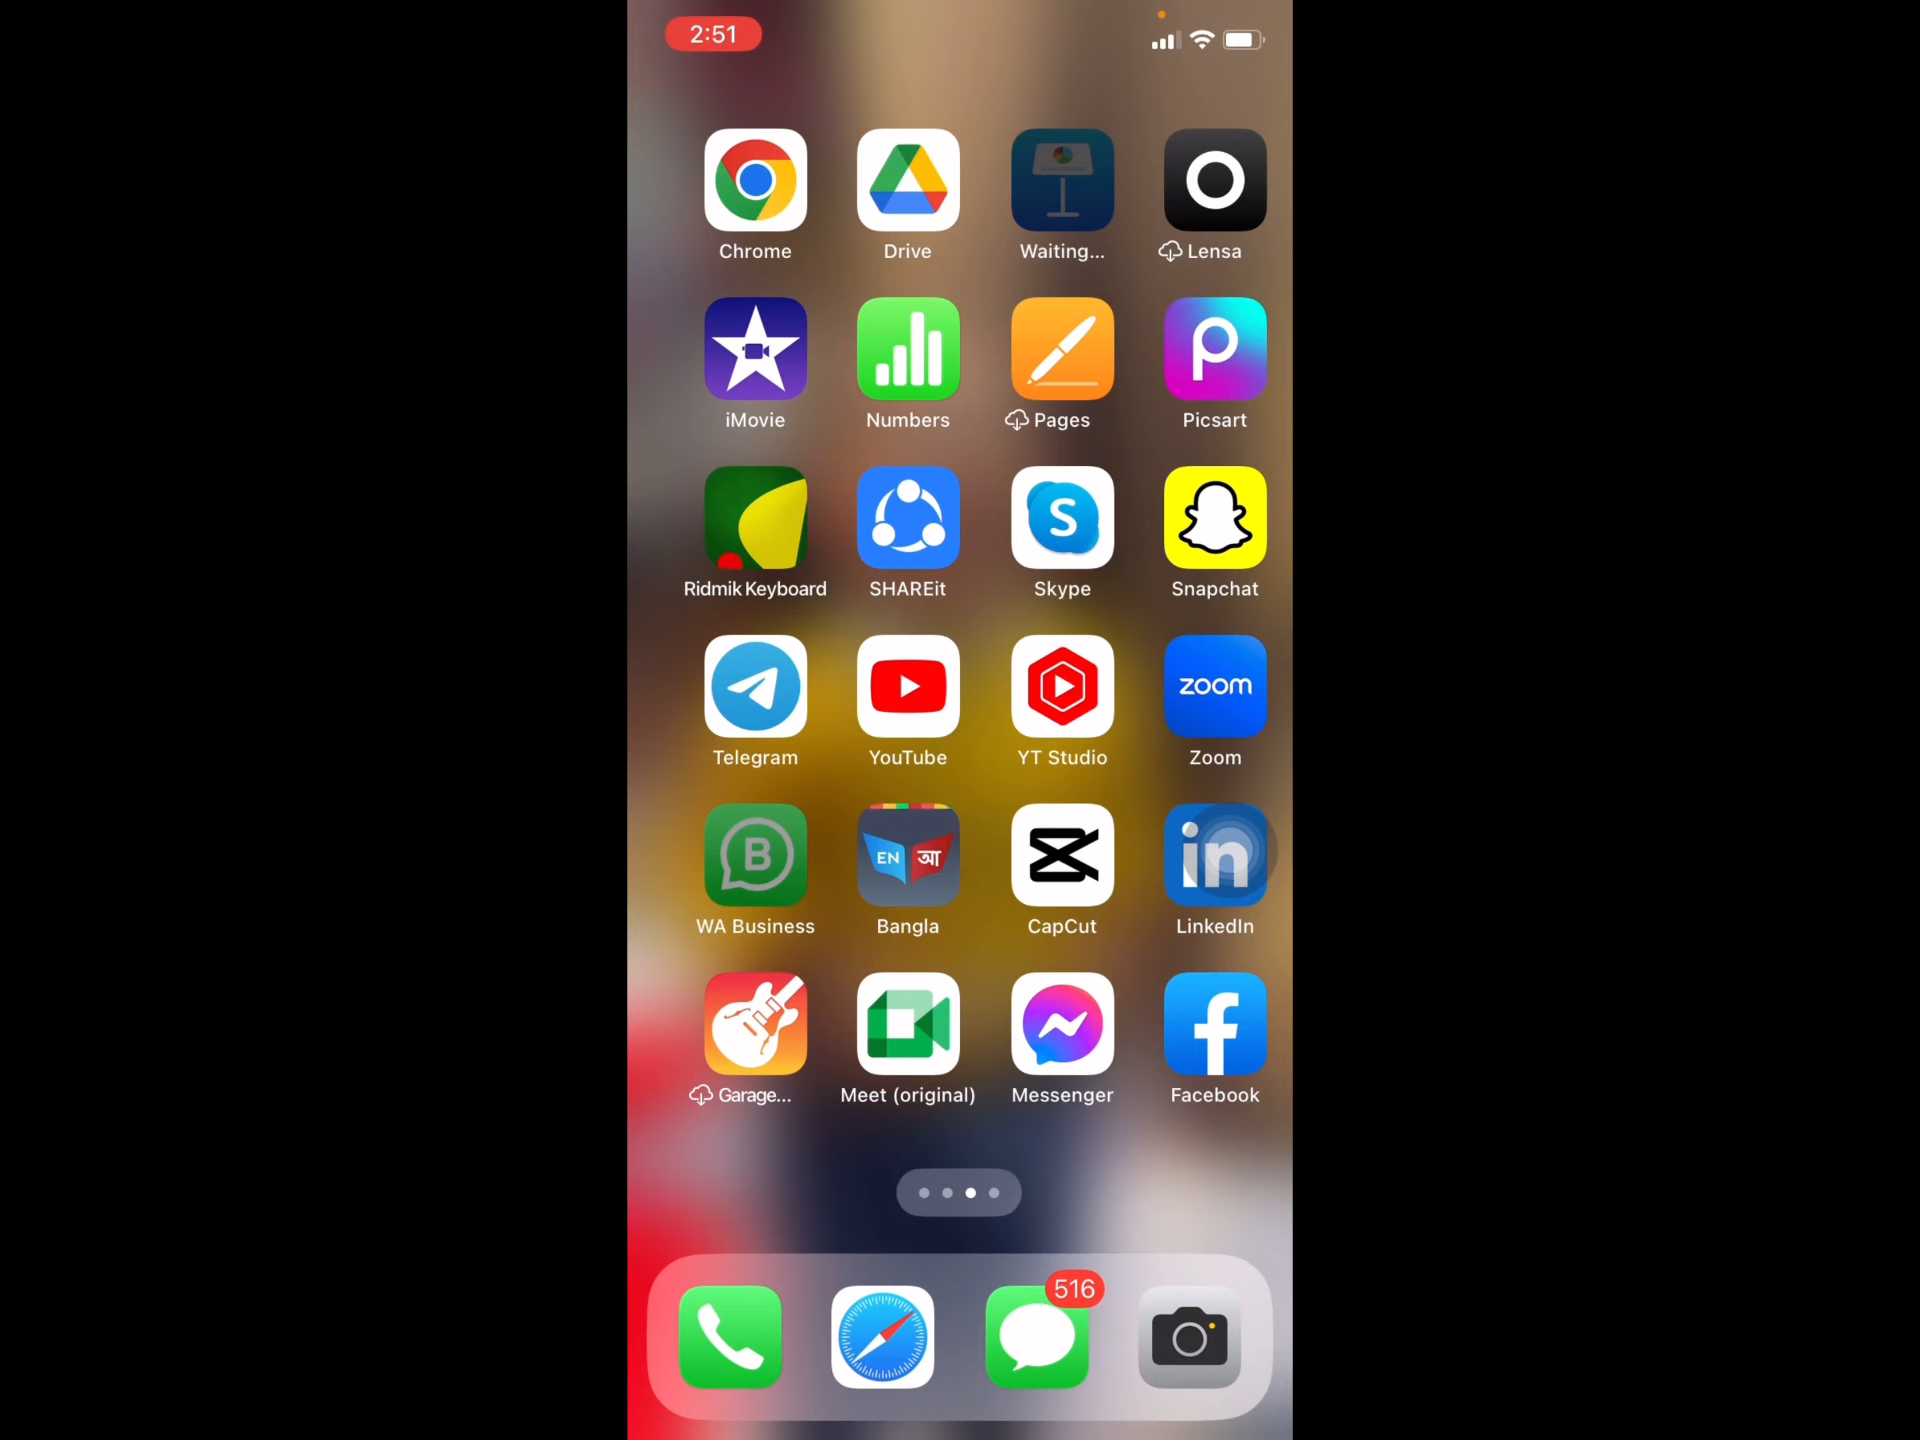 2:51
Chrome
Drive
Waiting...
Lensa
iMovie
Numbers
Pages
Picsart
Ridmik Keyboard
SHAREit
S
Skype
Snapchat
zoom
Telegram
YouTube
YT Studio
Zoom
B
EN
আ
in
WA Business
Bangla
CapCut
LinkedIn
Garage...
Meet (original)
Messenger
Facebook
516